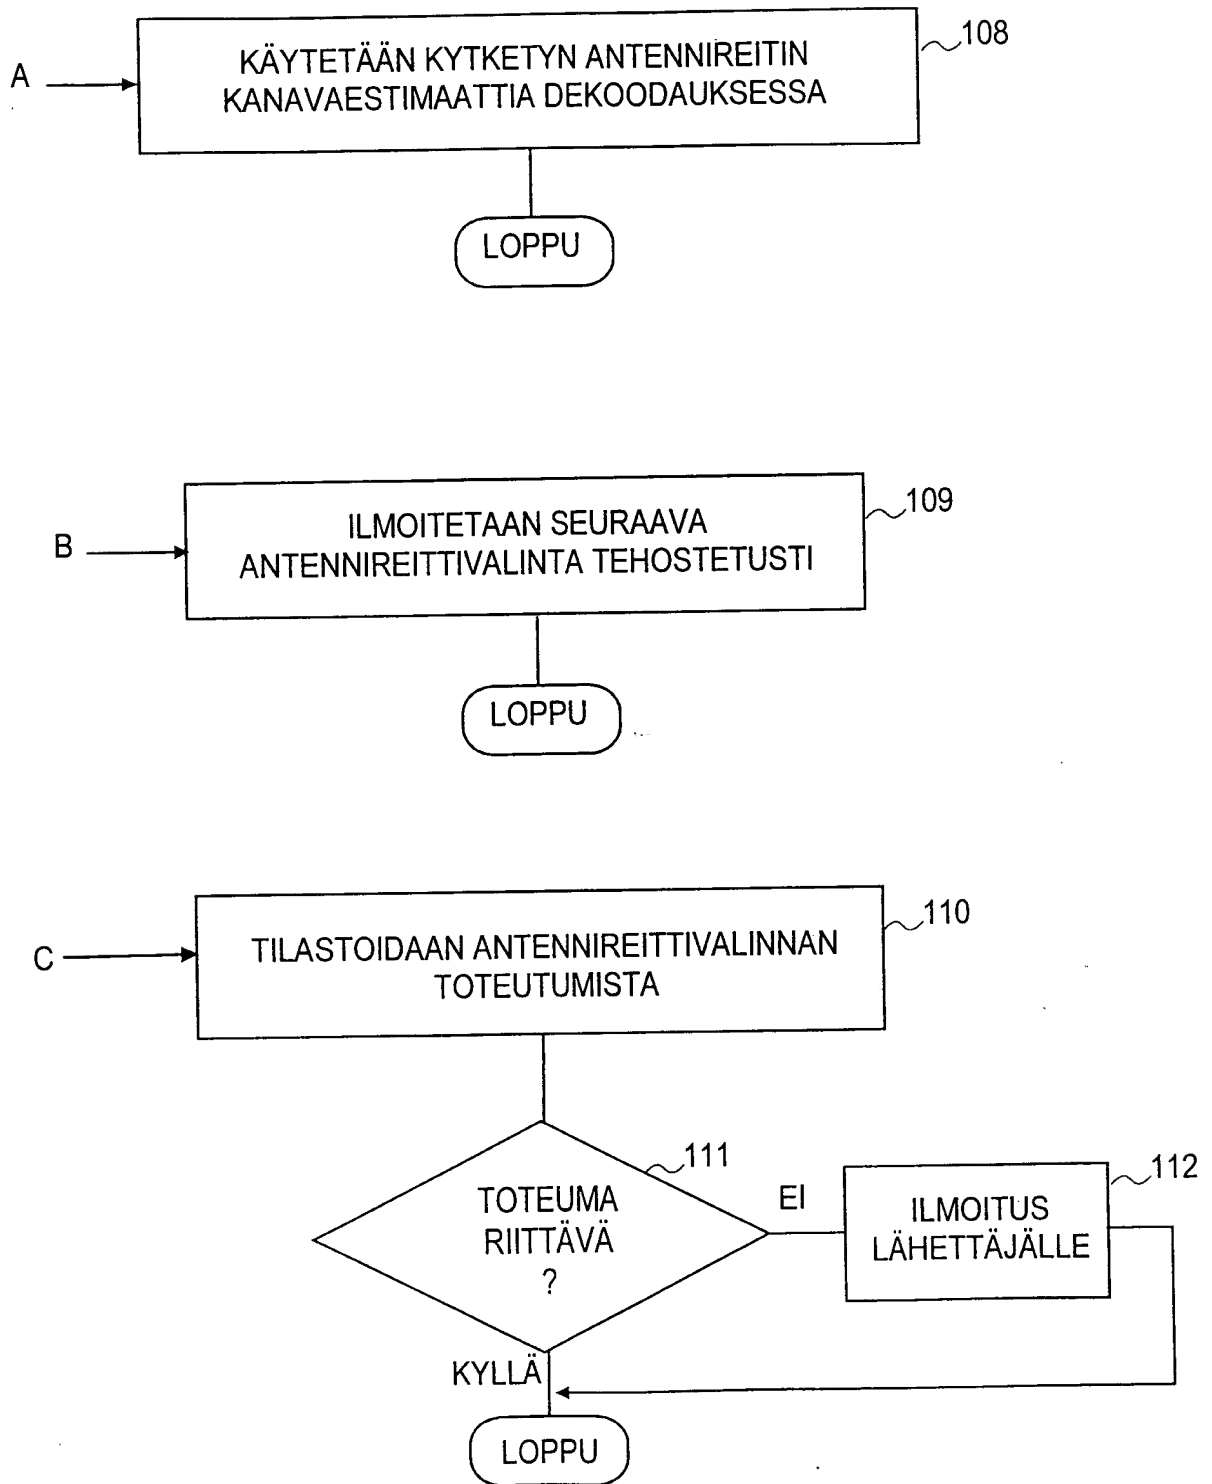 108
KÄYTETÄÄN KYTKETYN ANTENNIREITIN
A
KANAVAESTIMAATTIA DEKOODAUKSESSA
LOPPU
109
ILMOITETAAN SEURAAVA
B
ANTENNIREITTIVALINTA TEHOSTETUSTI
LOPPU
110
C
TILASTOIDAAN ANTENNIREITTIVALINNAN
TOTEUTUMISTA
111
112
TOTEUMA
RIITTÄVÄ
?
EI
ILMOITUS
LÄHETTÄJÄLLE
KYLLÄ
LOPPU